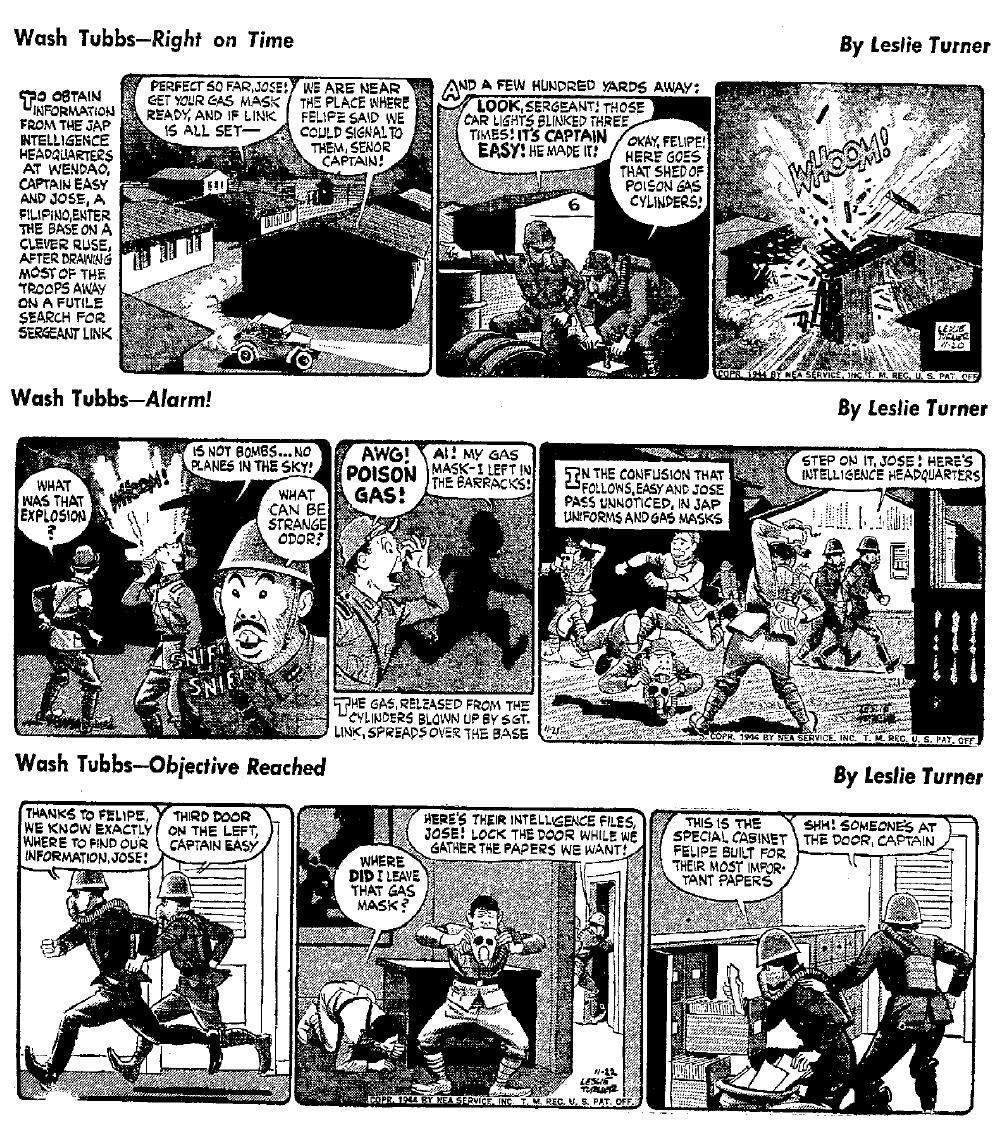 Wash Tubbs—Right on Time
By Leslie Turner
TO OBTAIN
INFORMATION
FROM THE JAP
INTELLIGENCE
HEADQUARTERS
AT WENDAO,
CAPTAIN EASY
AND JOSE, A
FILIPINO, ENTER
THE BASE ON A
CLEVER RUSE,
AFTER DRAWING
MOST OF THE
TROOPS AWAY
ON A FUTILE
SEARCH FOR
SERGEANT LINK
PERFECT SO FAR, JOSE!
GET YOUR GAS MASK
READY, AND IF LINK
IS ALL SET—
WE ARE NEAR
THE PLACE WHERE
FELIPE SAID WE
COULD SIGNAL TO
THEM, SENOR
CAPTAIN!
AND A FEW HUNDRED YARDS AWAY:
LOOK, SERGEANT! THOSE
CAR LIGHTS BLINKED THREE
TIMES! IT'S CAPTAIN
EASY! HE MADE IT!
OKAY, FELIPE!
HERE GOES
THAT SHED OF
POISON GAS
CYLINDERS!
6
WHOOM!
LESLIE
TURNER
11-20
COPR. 1944 BY NEA SERVICE, INC. T. M. REG. U. S. PAT. OFF.
Wash Tubbs—Alarm!
By Leslie Turner
WHAT
WAS THAT
EXPLOSION
?
WHOOM!
IS NOT BOMBS...NO
PLANES IN THE SKY!
WHAT
CAN BE
STRANGE
ODOR?
SNIF
SNIF
AWG!
POISON
GAS!
AI! MY GAS
MASK-I LEFT IN
THE BARRACKS!
THE GAS, RELEASED FROM THE
CYLINDERS BLOWN UP BY SGT.
LINK, SPREADS OVER THE BASE
IN THE CONFUSION THAT
FOLLOWS, EASY AND JOSE
PASS UNNOTICED, IN JAP
UNIFORMS AND GAS MASKS
STEP ON IT, JOSE! HERE'S
INTELLIGENCE HEADQUARTERS
LESLIE
TURNER
11-21
COPR. 1944 BY NEA SERVICE, INC. T. M. REG. U. S. PAT. OFF.
Wash Tubbs—Objective Reached
By Leslie Turner
THANKS TO FELIPE,
WE KNOW EXACTLY
WHERE TO FIND OUR
INFORMATION, JOSE!
THIRD DOOR
ON THE LEFT,
CAPTAIN EASY
HERE'S THEIR INTELLIGENCE FILES,
JOSE! LOCK THE DOOR WHILE WE
GATHER THE PAPERS WE WANT!
WHERE
DID I LEAVE
THAT GAS
MASK?
11-22
LESLIE
TURNER
COPR. 1944 BY NEA SERVICE, INC. T. M. REG. U. S. PAT. OFF.
THIS IS THE
SPECIAL CABINET
FELIPE BUILT FOR
THEIR MOST IMPOR-
TANT PAPERS
SHH! SOMEONE'S AT
THE DOOR, CAPTAIN